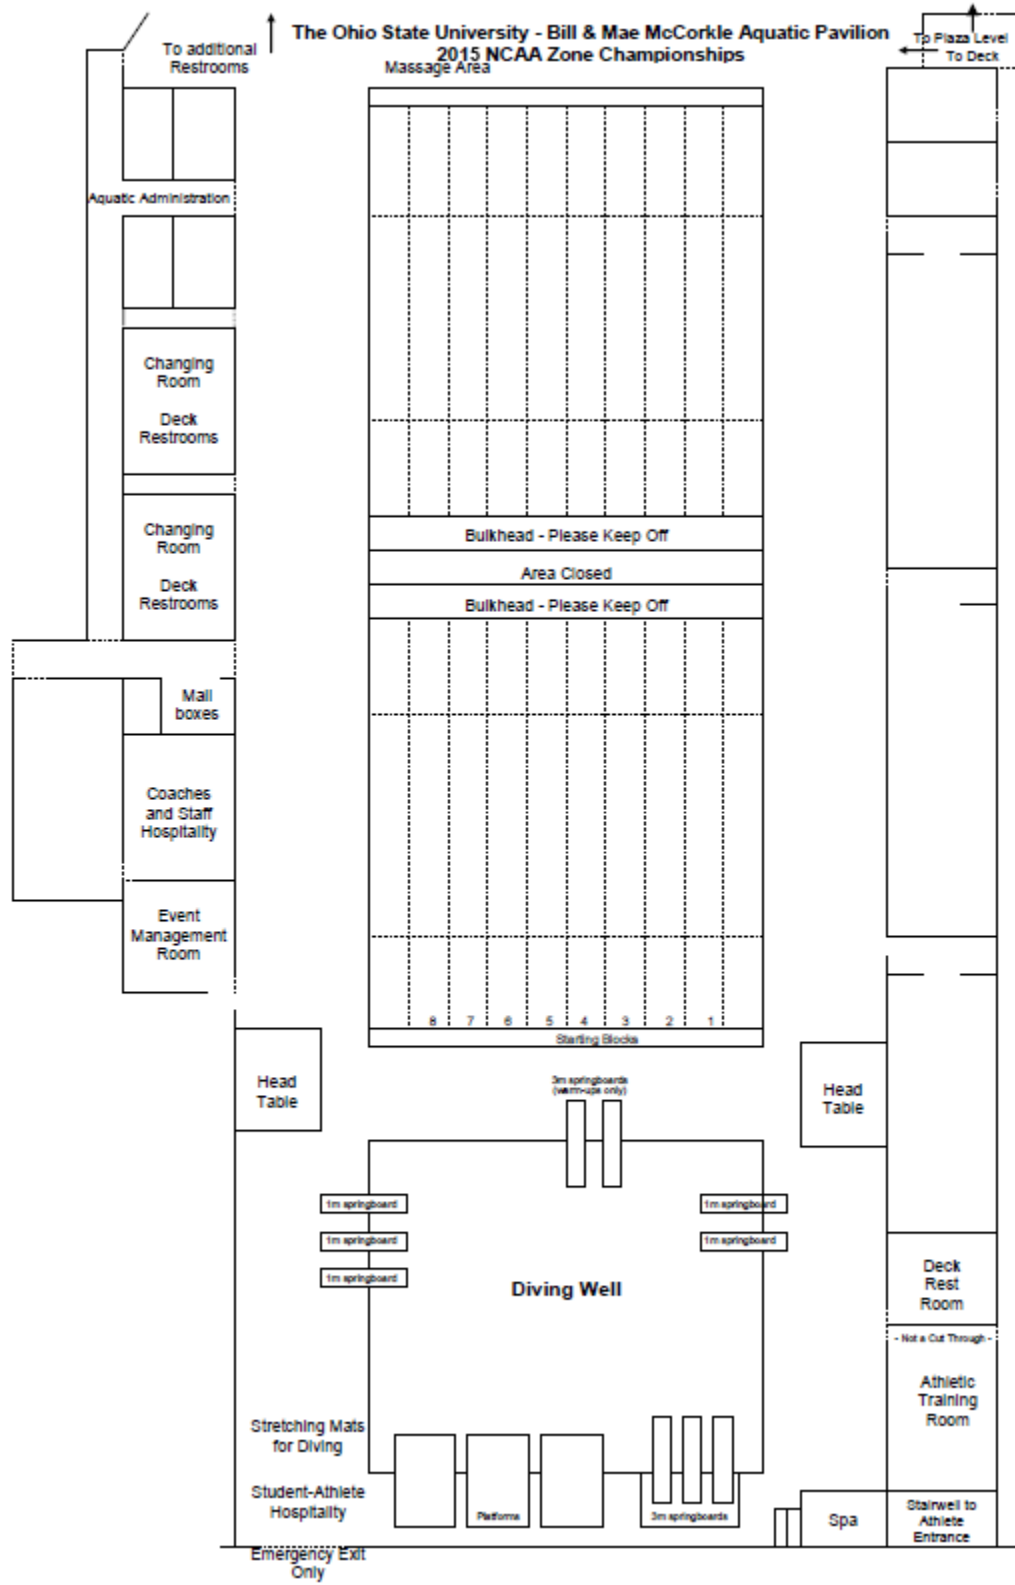 The Ohio State University - Bill & Mae McCorkle Aquatic Pavilion
2015 NCAA Zone Championships
To additional
Restrooms
Massage Area
To Plaza Level
To Deck
Aquatic Administration
Changing
Room
Deck
Restrooms
Bulkhead - Please Keep Off
Area Closed
Bulkhead - Please Keep Off
Changing
Room
Deck
Restrooms
Mail
boxes
Coaches
and Staff
Hospitality
Event
Management
Room
8 7 6 5 4 3 2 1
Starting Blocks
Head
Table
3m springboards
(warm-ups only)
Head
Table
1m springboard
1m springboard
1m springboard
1m springboard
1m springboard
Diving Well
Deck
Rest
Room
- Not a Cut Through -
Athletic
Training
Room
Stretching Mats
for Diving
Student-Athlete
Hospitality
Platforms
3m springboards
Spa
Stairwell to
Athlete
Entrance
Emergency Exit
Only